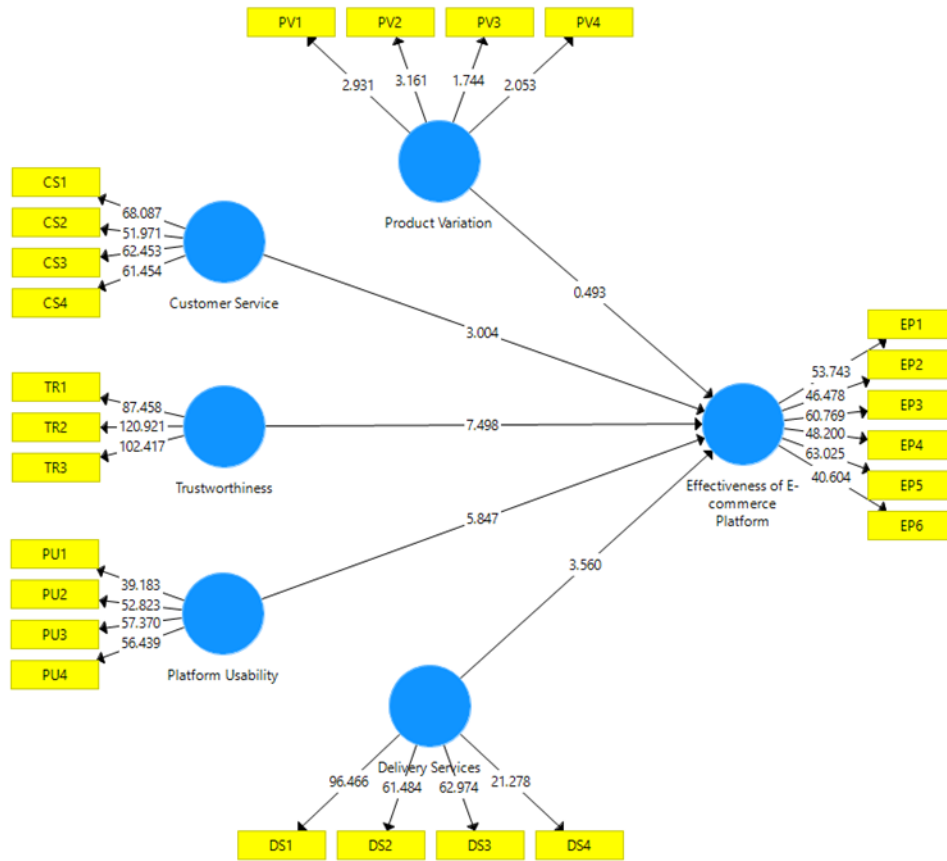 PV1
PV2
PV3
PV4
2.931
3.161
1.744
2.053
Product Variation
CS1
CS2
CS3
CS4
68.087
51.971
62.453
61.454
Customer Service
0.493
3.004
TR1
TR2
TR3
87.458
120.921
102.417
Trustworthiness
7.498
EP1
EP2
EP3
EP4
EP5
EP6
53.743
46.478
60.769
48.200
63.025
40.604
Effectiveness of E-
commerce
Platform
PU1
PU2
PU3
PU4
39.183
52.823
57.370
56.439
Platform Usability
5.847
3.560
Delivery Services
96.466
61.484
62.974
21.278
DS1
DS2
DS3
DS4